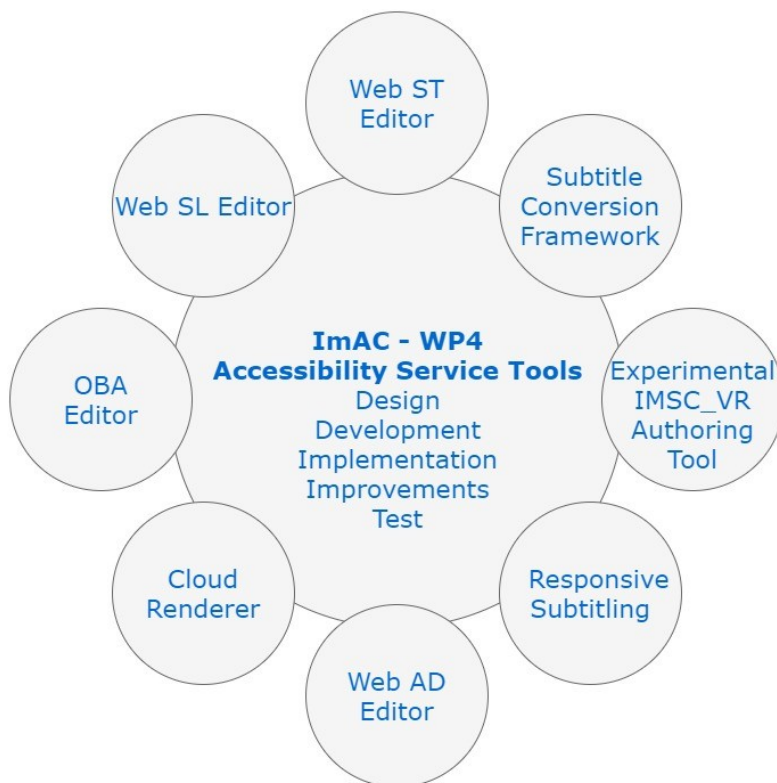 Web ST
Editor
Subtitle
Conversion
Framework
Web SL Editor
ImAC - WP4
Accessibility Service Tools
Design
Development
Implementation
Improvements
Test
Experimental
IMSC_VR
Authoring
Tool
OBA
Editor
Responsive
Subtitling
Cloud
Renderer
Web AD
Editor